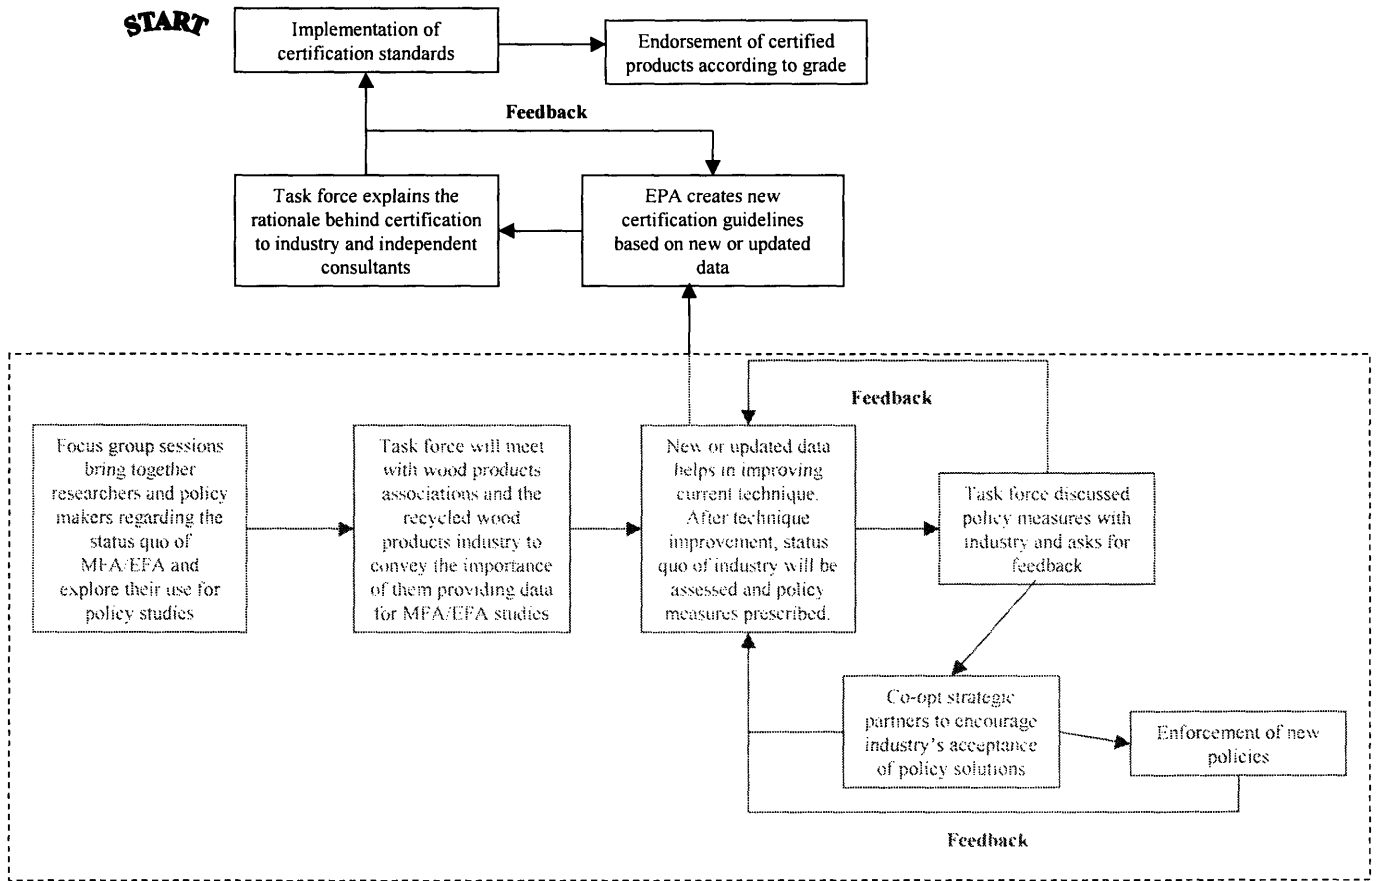 START
Implementation of
certification standards
Endorsement of certified
products according to grade
Feedback
Task force explains the
rationale behind certification
to industry and independent
consultants
EPA creates new
certification guidelines
based on new or updated
data
Feedback
Focus group sessions
bring together
researchers and policy
makers regarding the
status quo of
MFA/EFA and
explore their use for
policy studies
Task force will meet
with wood products
associations and the
recycled wood
products industry to
convey the importance
of them providing data
for MFA/EFA studies
New or updated data
helps in improving
current technique.
After technique
improvement, status
quo of industry will be
assessed and policy
measures prescribed.
Task force discussed
policy measures with
industry and asks for
feedback
Co-opt strategic
partners to encourage
industry's acceptance
of policy solutions
Enforcement of new
policies
Feedback